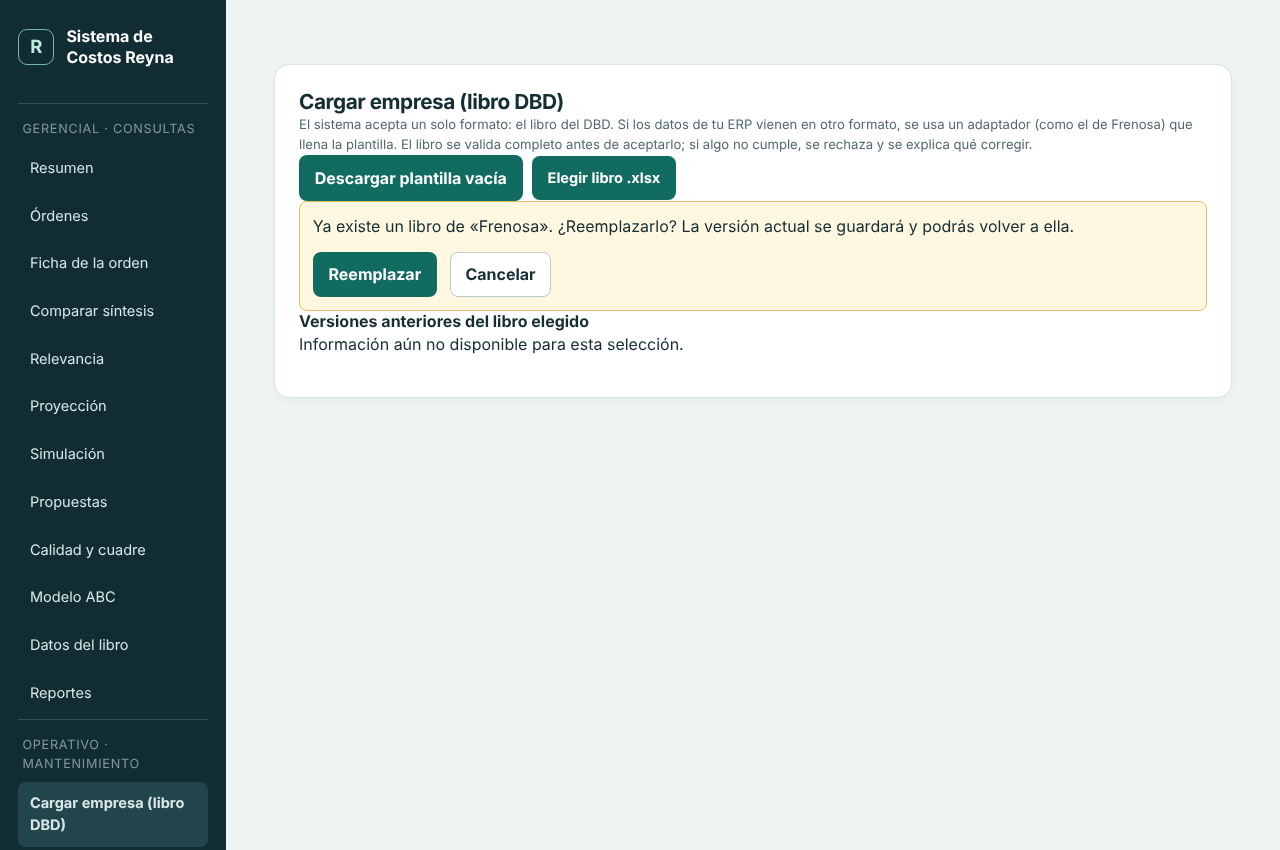 R
Sistema de
Costos Reyna
GERENCIAL · CONSULTAS
Resumen
Órdenes
Ficha de la orden
Comparar síntesis
Relevancia
Proyección
Simulación
Propuestas
Calidad y cuadre
Modelo ABC
Datos del libro
Reportes
OPERATIVO ·
MANTENIMIENTO
Cargar empresa (libro
DBD)
Cargar empresa (libro DBD)
El sistema acepta un solo formato: el libro del DBD. Si los datos de tu ERP vienen en otro formato, se usa un adaptador (como el de Frenosa) que
llena la plantilla. El libro se valida completo antes de aceptarlo; si algo no cumple, se rechaza y se explica qué corregir.
Descargar plantilla vacía
Elegir libro .xlsx
Ya existe un libro de «Frenosa». ¿Reemplazarlo? La versión actual se guardará y podrás volver a ella.
Reemplazar
Cancelar
Versiones anteriores del libro elegido
Información aún no disponible para esta selección.